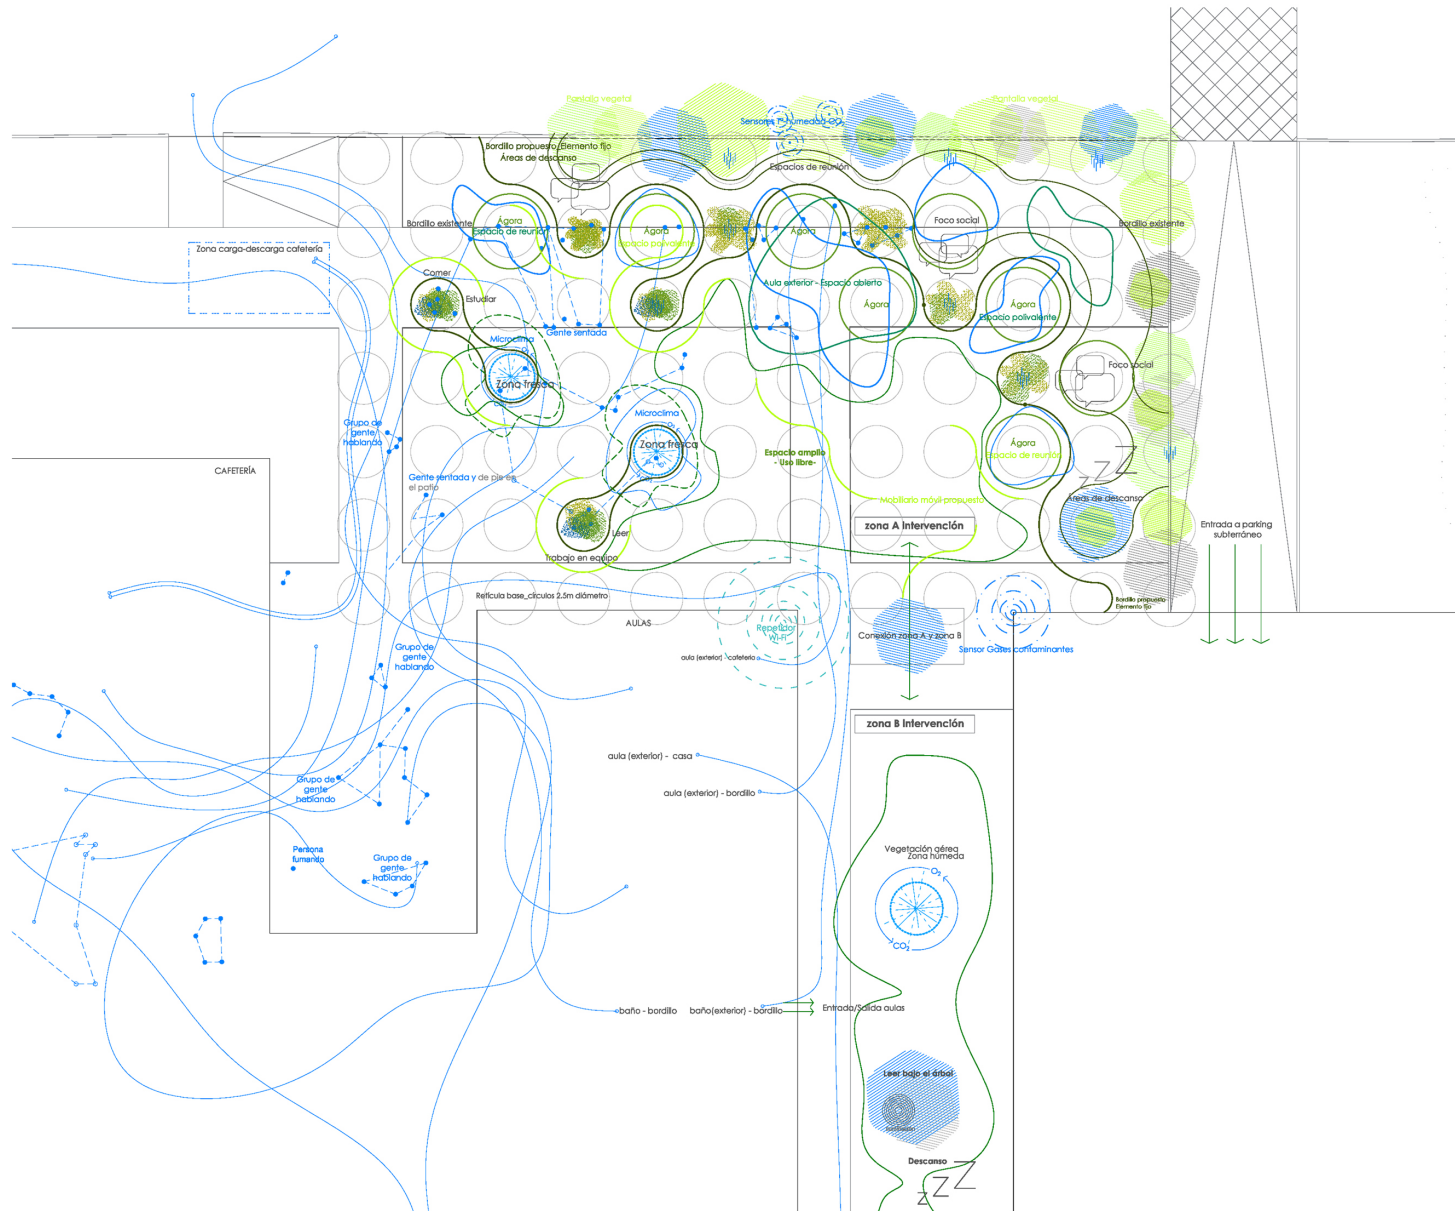 Pantalla vegetal
Pantalla vegetal
Sensores Tª humedad CO₂
Bordillo propuesto_Elemento fijo
Áreas de descanso
Espacios de reunión
Bordillo existente
Ágora
Espacio de reunión
Ágora
Espacio polivalente
Ágora
Foco social
Bordillo existente
Zona carga-descarga cafetería
Comer
Estudiar
Aula exterior - Espacio abierto
Ágora
Ágora
Espacio polivalente
Gente sentada
Microclima
Zona fresca
Foco social
Microclima
Zona fresca
Grupo de
gente
hablando
Ágora
Espacio de reunión
Espacio amplio
- Uso libre-
CAFETERÍA
Gente sentada y de pie en
el patio
Z Z Z
Áreas de descanso
Mobiliario móvil propuesto
zona A intervención
Entrada a parking
subterráneo
Leer
Trabajo en equipo
Retícula base_círculos 2,5m diámetro
Bordillo propuesto
Elemento fijo
AULAS
Repetidor
Wi-Fi
Conexión zona A y zona B
Sensor Gases contaminantes
Grupo de
gente
hablando
aula (exterior) - cafetería
zona B intervención
aula (exterior) - casa
aula (exterior) - bordillo
Grupo de
gente
hablando
Persona
fumando
Grupo de
gente
hablando
Vegetación aérea
Zona húmeda
O₂
CO₂
baño - bordillo
baño(exterior) - bordillo
Entrada/Salida aulas
Leer bajo el árbol
Descanso
Z Z Z